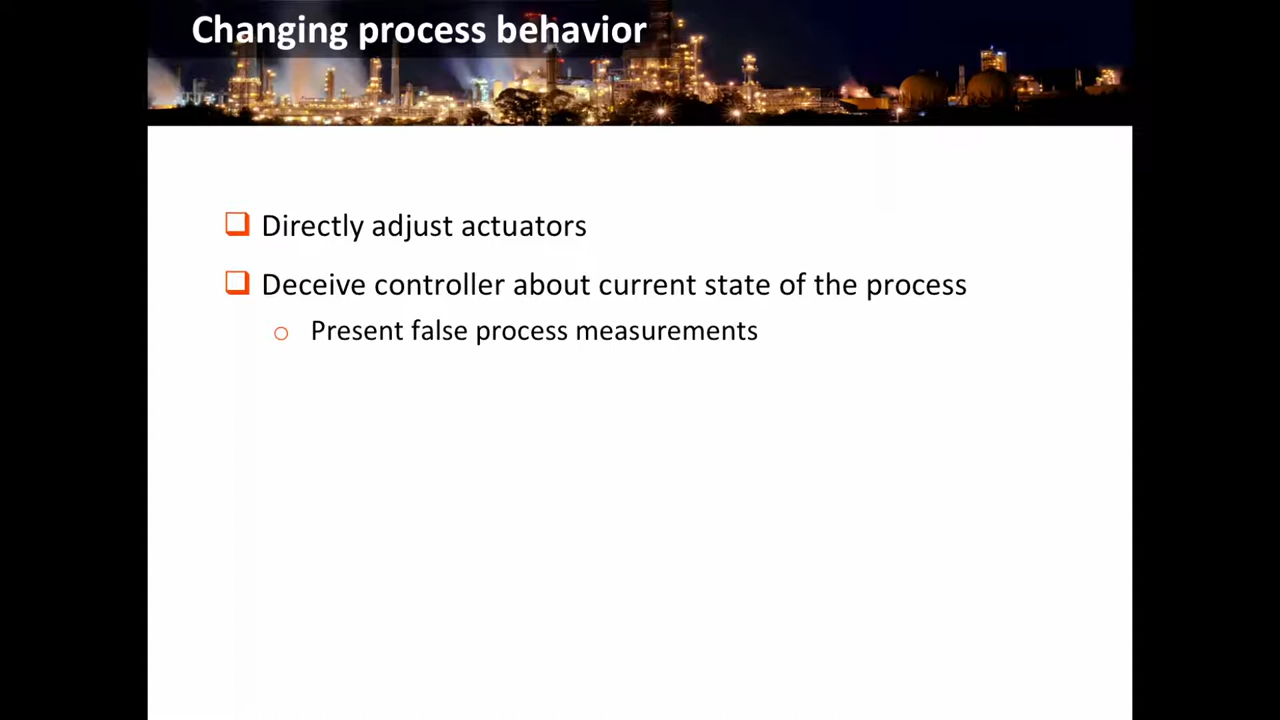 Changing process behavior
Directly adjust actuators
Deceive controller about current state of the process
Present false process measurements